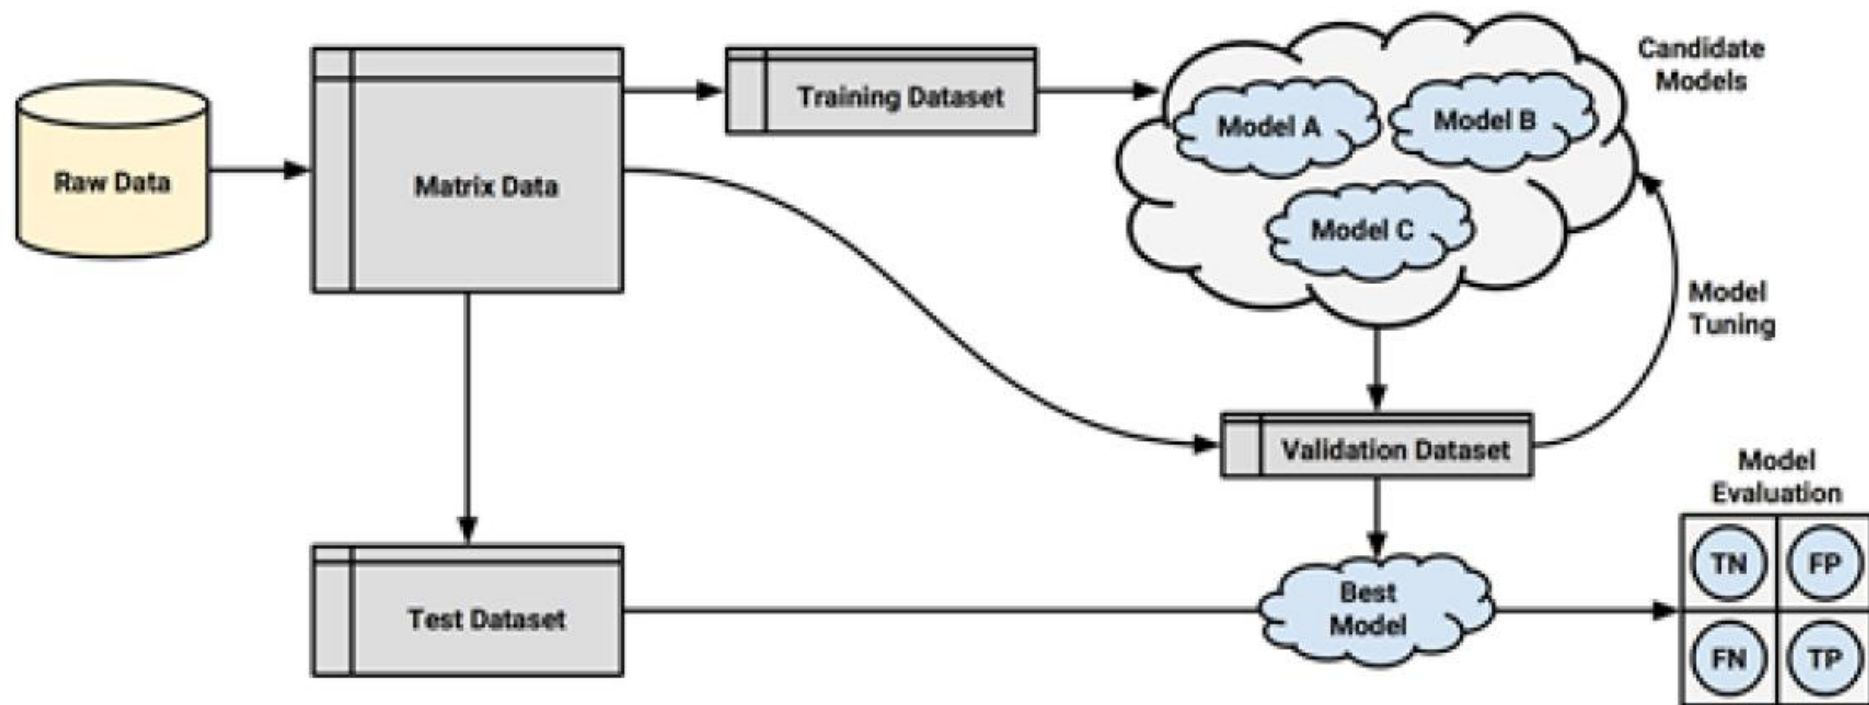 Raw Data
Matrix Data
Training Dataset
Candidate
Models
Model A
Model B
Model C
Model
Tuning
Validation Dataset
Test Dataset
Best
Model
Model
Evaluation
TN
FP
FN
TP